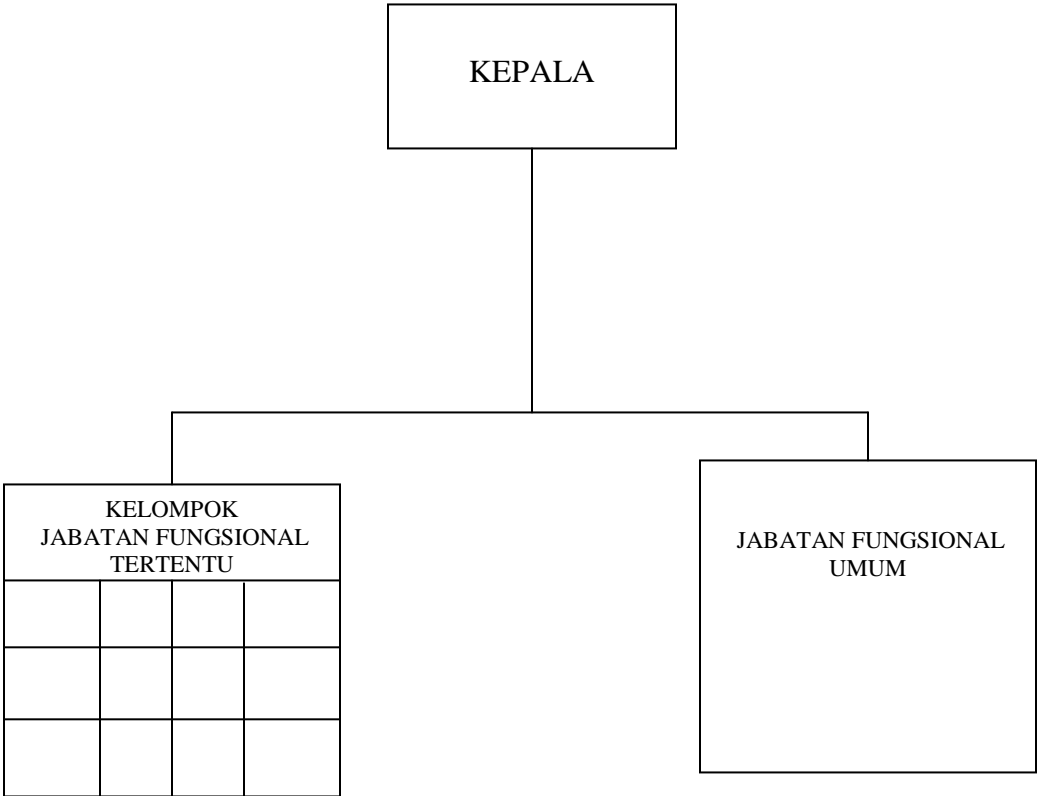 KEPALA
KELOMPOK
JABATAN FUNGSIONAL
TERTENTU
JABATAN FUNGSIONAL
UMUM